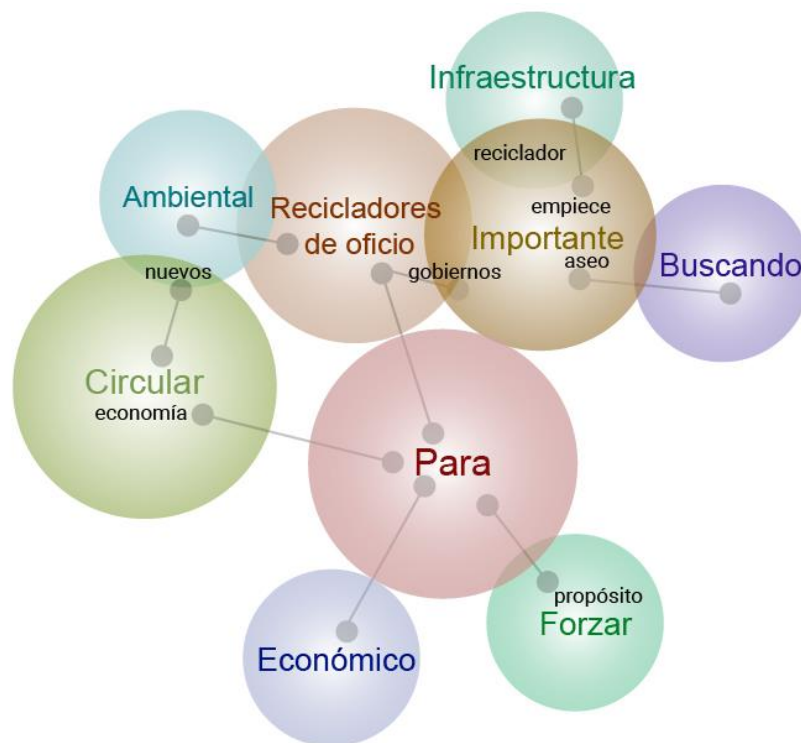 Infraestructura
reciclador
Ambiental
Recicladores
de oficio
empiece
Importante
aseo
Buscando
nuevos
gobiernos
Circular
economía
Para
propósito
Forzar
Económico